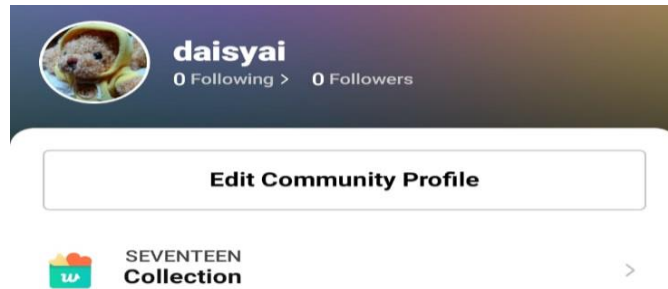 daisyai
0 Following > 0 Followers
Edit Community Profile
SEVENTEEN
w
Collection >